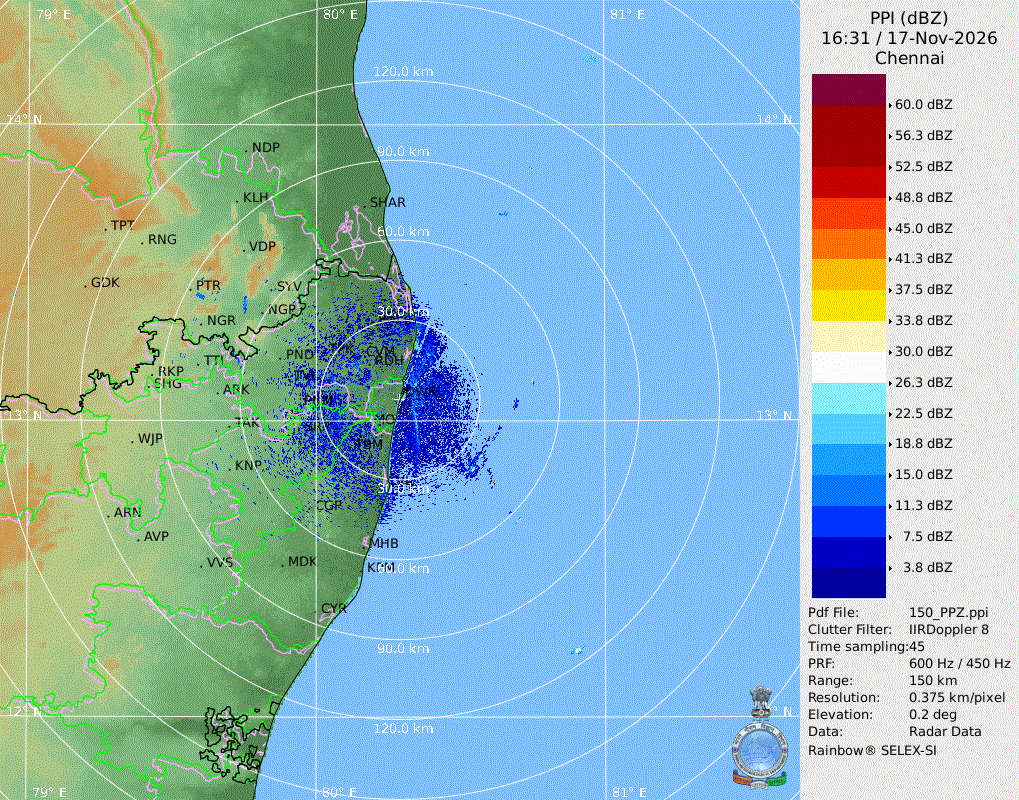 79° E
80° E
81° E
120.0 km
14° N
14° N
NDP
90.0 km
KLH
SHAR
TPT
RNG
60.0 km
VDP
GDK
PTR
SYV
NGP
30.0 km
NGR
PND
RDH
TTI
RKP
SHG
ARK
13° N
13° N
WJP
TBM
KNP
30.0 km
CGP
ARN
AVP
MHB
VVS
MDK
CYR
90.0 km
12° N
120.0 km
79° E
80° E
81° E
PPI (dBZ)
16:31 / 17-Nov-2026
Chennai
60.0 dBZ
56.3 dBZ
52.5 dBZ
48.8 dBZ
45.0 dBZ
41.3 dBZ
37.5 dBZ
33.8 dBZ
30.0 dBZ
26.3 dBZ
22.5 dBZ
18.8 dBZ
15.0 dBZ
11.3 dBZ
7.5 dBZ
3.8 dBZ
Pdf File: 150_PPZ.ppi
Clutter Filter: IIRDoppler 8
Time sampling:45
PRF: 600 Hz / 450 Hz
Range: 150 km
Resolution: 0.375 km/pixel
Elevation: 0.2 deg
Data: Radar Data
Rainbow® SELEX-SI